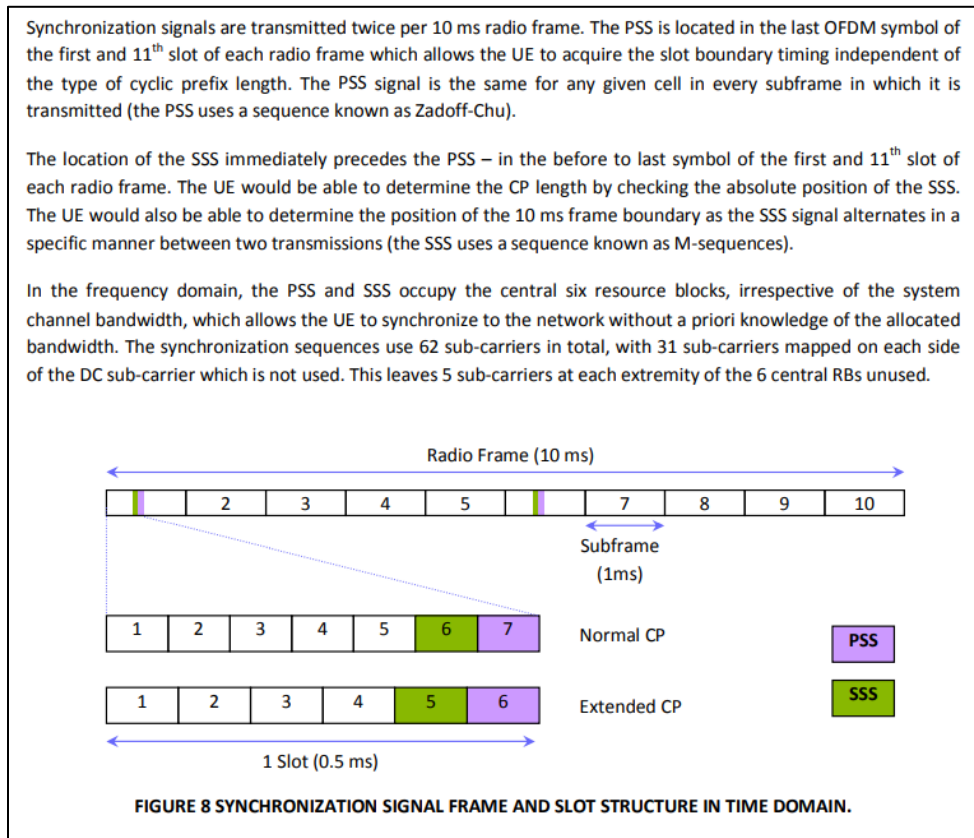 Synchronization signals are transmitted twice per 10 ms radio frame. The PSS is located in the last OFDM symbol of
the first and 11th slot of each radio frame which allows the UE to acquire the slot boundary timing independent of
the type of cyclic prefix length. The PSS signal is the same for any given cell in every subframe in which it is
transmitted (the PSS uses a sequence known as Zadoff-Chu).
The location of the SSS immediately precedes the PSS – in the before to last symbol of the first and 11th slot of
each radio frame. The UE would be able to determine the CP length by checking the absolute position of the SSS.
The UE would also be able to determine the position of the 10 ms frame boundary as the SSS signal alternates in a
specific manner between two transmissions (the SSS uses a sequence known as M-sequences).
In the frequency domain, the PSS and SSS occupy the central six resource blocks, irrespective of the system
channel bandwidth, which allows the UE to synchronize to the network without a priori knowledge of the allocated
bandwidth. The synchronization sequences use 62 sub-carriers in total, with 31 sub-carriers mapped on each side
of the DC sub-carrier which is not used. This leaves 5 sub-carriers at each extremity of the 6 central RBs unused.
Radio Frame (10 ms)
2 3 4 5 7 8 9 10
Subframe
(1ms)
1 2 3 4 5 6 7 Normal CP PSS
1 2 3 4 5 6 Extended CP SSS
1 Slot (0.5 ms)
FIGURE 8 SYNCHRONIZATION SIGNAL FRAME AND SLOT STRUCTURE IN TIME DOMAIN.